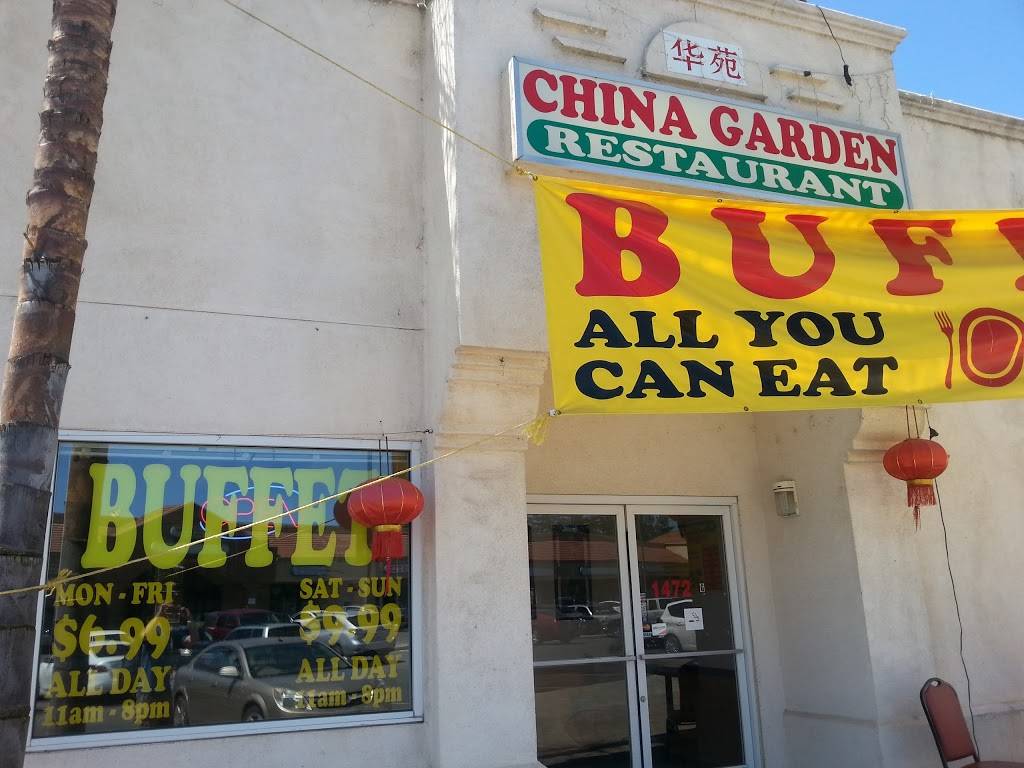 华苑
CHINA GARDEN
RESTAURANT
BUF
ALL YOU
CAN EAT
BUFFET
OPEN
MON - FRI
$6.99
ALL DAY
11am - 8pm
SAT - SUN
$9.99
ALL DAY
11am - 8pm
1472